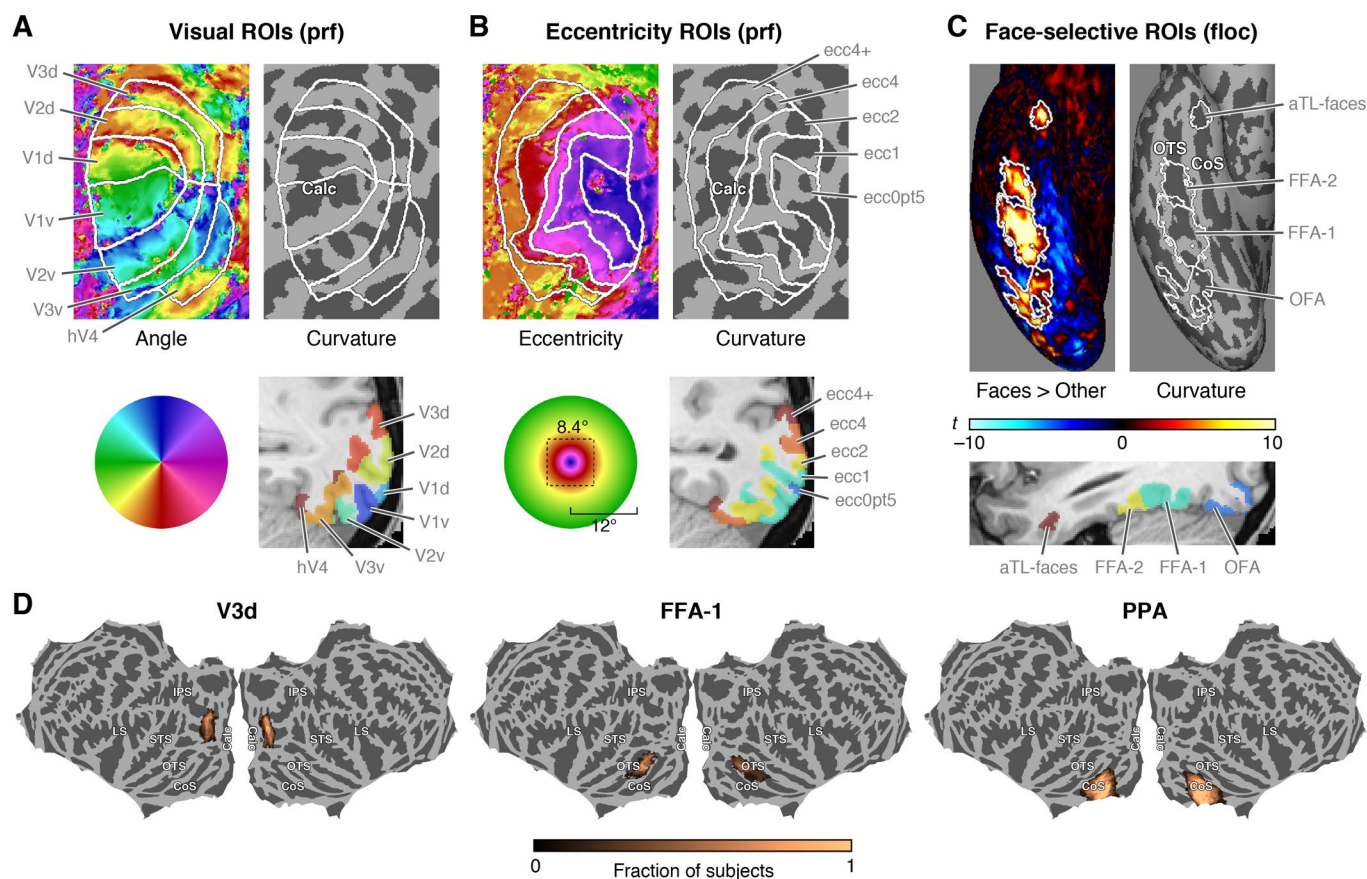 A
Visual ROIs (prf)
V3d
V2d
V1d
V1v
V2v
V3v
hV4
Calc
Angle
Curvature
V3d
V2d
V1d
V1v
V2v
V3v
hV4
B
Eccentricity ROIs (prf)
ecc4+
ecc4
ecc2
ecc1
ecc0pt5
Calc
Eccentricity
Curvature
8.4°
12°
ecc4+
ecc4
ecc2
ecc1
ecc0pt5
C
Face-selective ROIs (floc)
aTL-faces
OTS
CoS
FFA-2
FFA-1
OFA
Faces > Other
Curvature
t
−10 0 10
aTL-faces FFA-2 FFA-1 OFA
D
V3d
IPS IPS
LS STS Calc Calc STS LS
OTS OTS
CoS CoS
FFA-1
IPS IPS
LS STS Calc Calc STS LS
OTS OTS
CoS CoS
PPA
IPS IPS
LS STS Calc Calc STS LS
OTS OTS
CoS CoS
0 1
Fraction of subjects